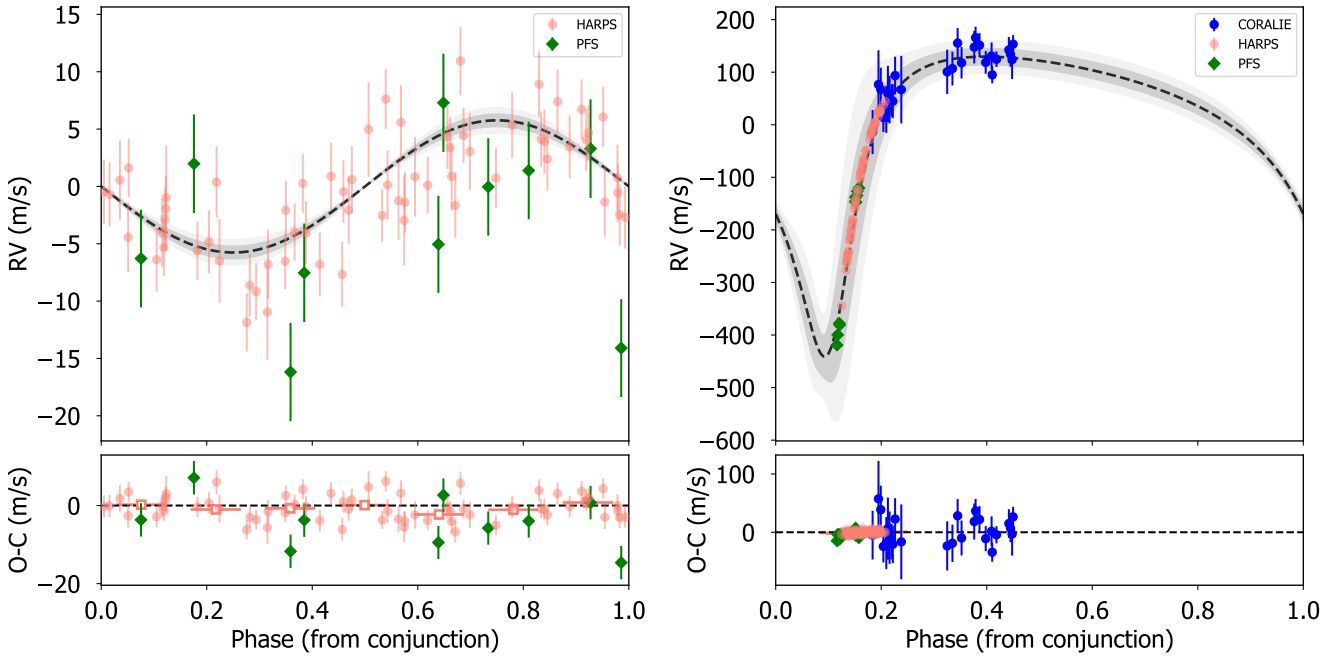 HARPS
PFS
15
10
5
0
−5
−10
−15
−20
RV (m/s)
0
−20
O-C (m/s)
0.0 0.2 0.4 0.6 0.8 1.0
Phase (from conjunction)
CORALIE
HARPS
PFS
200
100
0
−100
−200
−300
−400
−500
−600
RV (m/s)
100
0
O-C (m/s)
0.0 0.2 0.4 0.6 0.8 1.0
Phase (from conjunction)